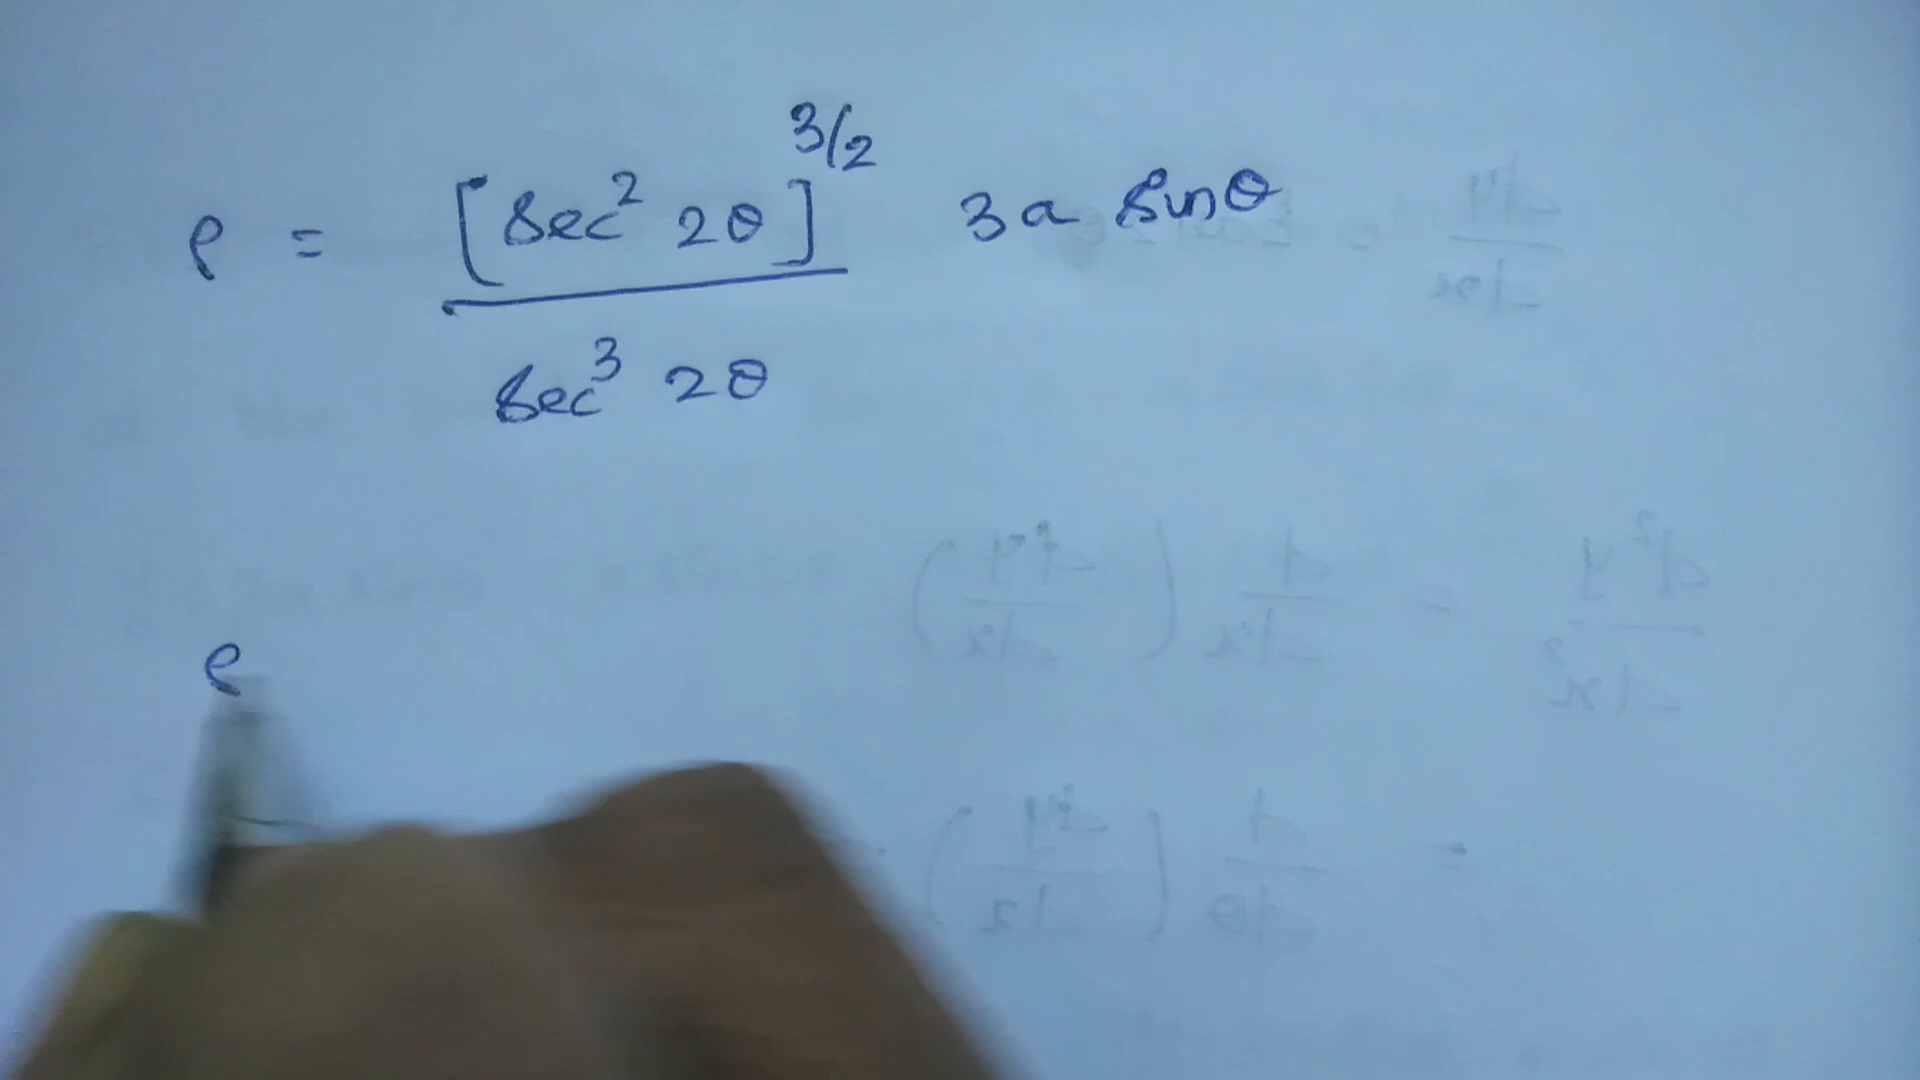 ρ = [sec² 2θ]^3/2 / sec³ 2θ 3a sinθ
ρ